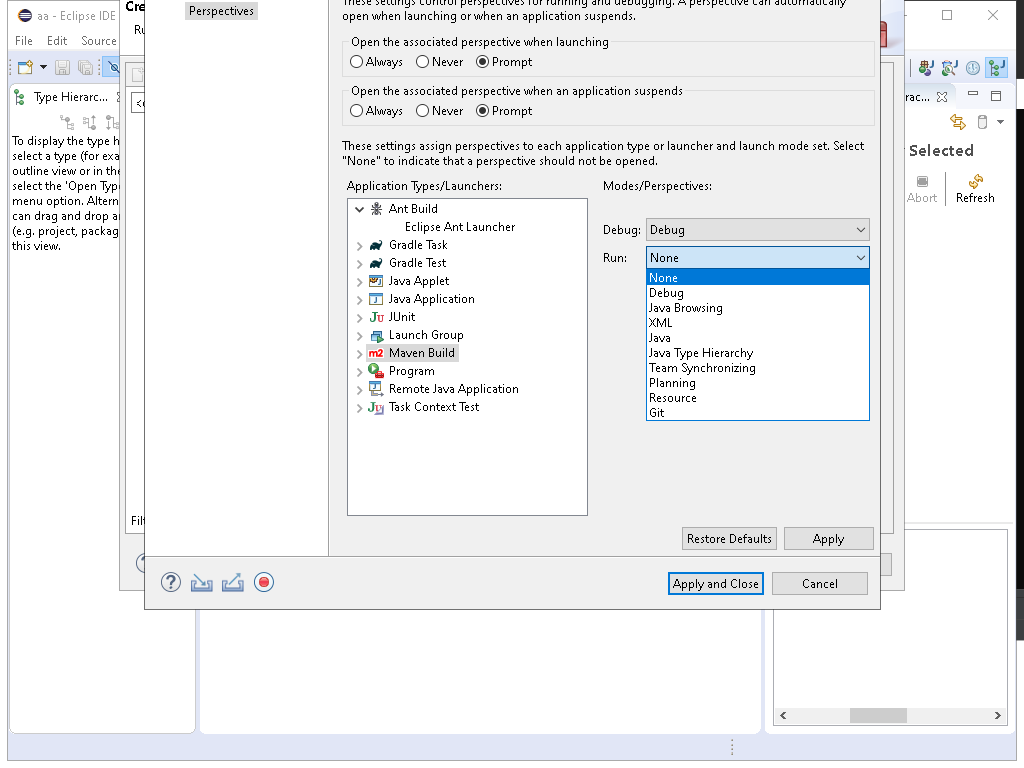 aa - Eclipse IDE
Cre
Perspectives
These settings control perspectives for running and debugging. A perspective can automatically
open when launching or when an application suspends.
Ru
File Edit Source
Open the associated perspective when launching
Always Never Prompt
Open the associated perspective when an application suspends
Always Never Prompt
Type Hierarc...
rac...
To display the type h
select a type (for exa
outline view or in the
select the 'Open Type
menu option. Altern
can drag and drop a
(e.g. project, packag
this view.
These settings assign perspectives to each application type or launcher and launch mode set. Select
"None" to indicate that a perspective should not be opened.
Application Types/Launchers:
Ant Build
Eclipse Ant Launcher
Gradle Task
Gradle Test
Java Applet
Java Application
JUnit
Launch Group
m2 Maven Build
Program
Remote Java Application
Task Context Test
Modes/Perspectives:
Debug: Debug
Run: None
None
Debug
Java Browsing
XML
Java
Java Type Hierarchy
Team Synchronizing
Planning
Resource
Git
Selected
Abort
Refresh
Filt
Restore Defaults Apply
Apply and Close Cancel